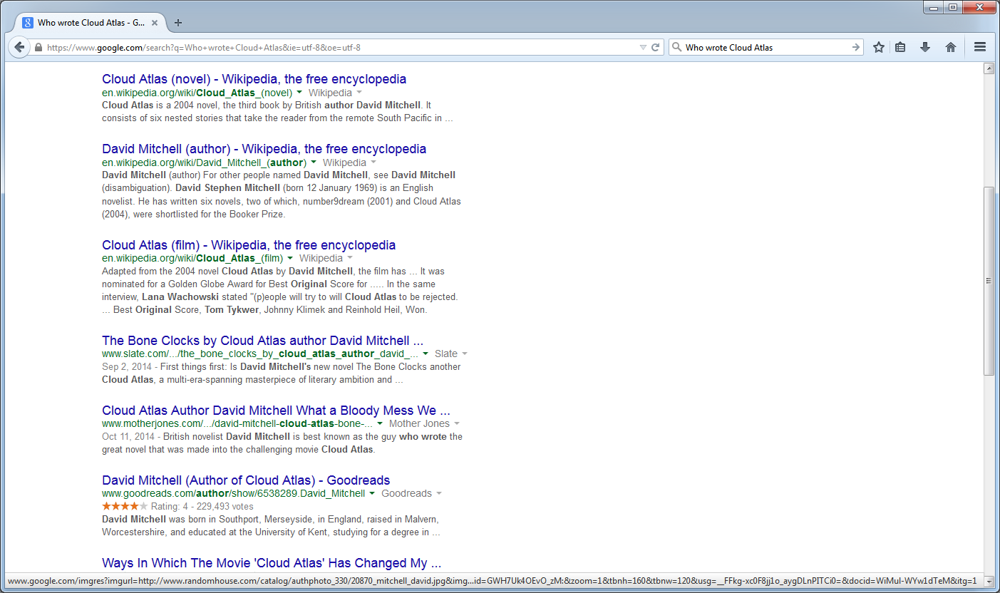 Who wrote Cloud Atlas - G...
https://www.google.com/search?q=Who+wrote+Cloud+Atlas&ie=utf-8&oe=utf-8
Who wrote Cloud Atlas
Cloud Atlas (novel) - Wikipedia, the free encyclopedia
en.wikipedia.org/wiki/Cloud_Atlas_(novel) Wikipedia
Cloud Atlas is a 2004 novel, the third book by British author David Mitchell. It
consists of six nested stories that take the reader from the remote South Pacific in ...
David Mitchell (author) - Wikipedia, the free encyclopedia
en.wikipedia.org/wiki/David_Mitchell_(author) Wikipedia
David Mitchell (author) For other people named David Mitchell, see David Mitchell
(disambiguation). David Stephen Mitchell (born 12 January 1969) is an English
novelist. He has written six novels, two of which, number9dream (2001) and Cloud Atlas
(2004), were shortlisted for the Booker Prize.
Cloud Atlas (film) - Wikipedia, the free encyclopedia
en.wikipedia.org/wiki/Cloud_Atlas_(film) Wikipedia
Adapted from the 2004 novel Cloud Atlas by David Mitchell, the film has ... It was
nominated for a Golden Globe Award for Best Original Score for ..... In the same
interview, Lana Wachowski stated "(p)eople will try to will Cloud Atlas to be rejected.
... Best Original Score, Tom Tykwer, Johnny Klimek and Reinhold Heil, Won.
The Bone Clocks by Cloud Atlas author David Mitchell ...
www.slate.com/.../the_bone_clocks_by_cloud_atlas_author_david_... Slate
Sep 2, 2014 - First things first: Is David Mitchell's new novel The Bone Clocks another
Cloud Atlas, a multi-era-spanning masterpiece of literary ambition and ...
Cloud Atlas Author David Mitchell What a Bloody Mess We ...
www.motherjones.com/.../david-mitchell-cloud-atlas-bone-... Mother Jones
Oct 11, 2014 - British novelist David Mitchell is best known as the guy who wrote the
great novel that was made into the challenging movie Cloud Atlas.
David Mitchell (Author of Cloud Atlas) - Goodreads
www.goodreads.com/author/show/6538289.David_Mitchell Goodreads
Rating: 4 - 229,493 votes
David Mitchell was born in Southport, Merseyside, in England, raised in Malvern,
Worcestershire, and educated at the University of Kent, studying for a degree in ...
Ways In Which The Movie 'Cloud Atlas' Has Changed My ...
www.google.com/imgres?imgurl=http://www.randomhouse.com/catalog/authphoto_330/20870_mitchell_david.jpg&img...id=GWH7Uk4OEvO_zM:&zoom=1&tbnh=160&tbnw=120&usg=__FFkg-xc0F8jj1o_aygDLnPITCi0=&docid=WiMul-WYw1dTeM&itg=1